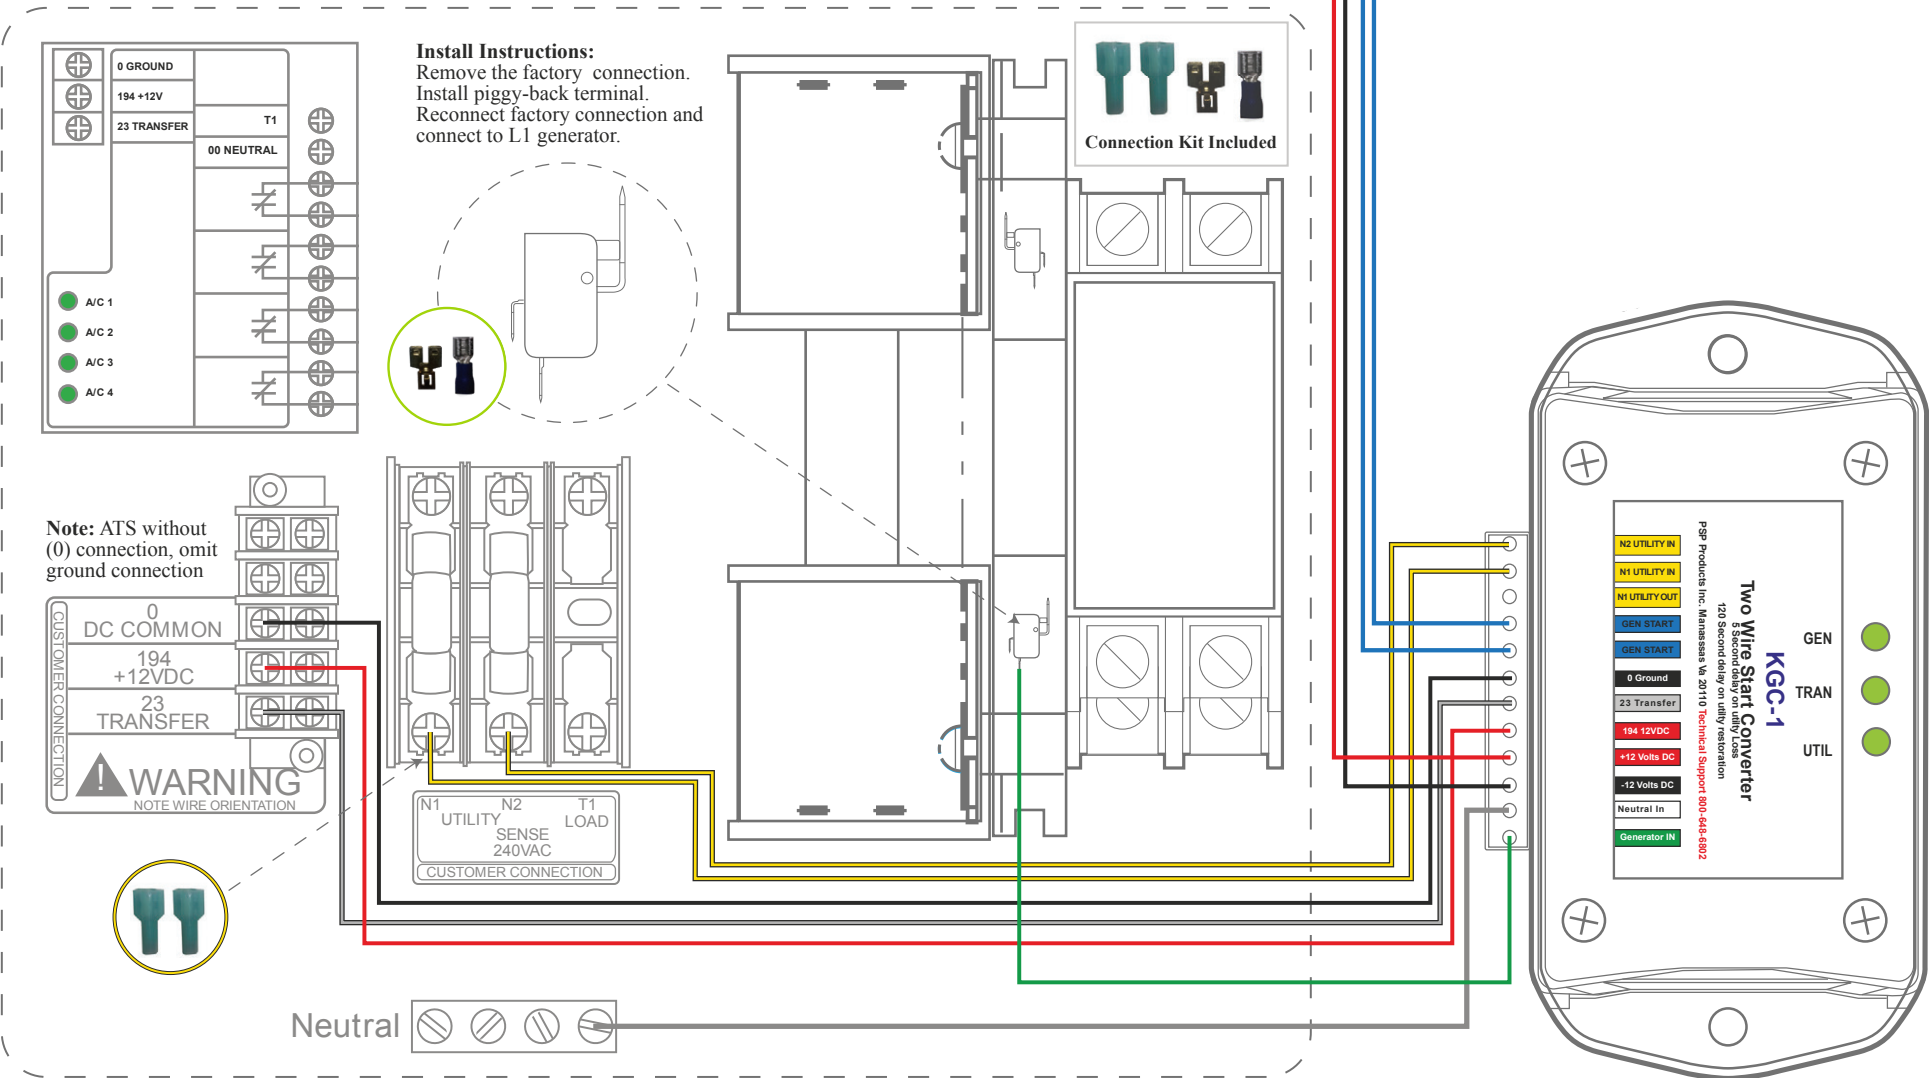 0 GROUND
194 +12V
23 TRANSFER
T1
00 NEUTRAL
A/C 1
A/C 2
A/C 3
A/C 4
Install Instructions:
Remove the factory connection.
Install piggy-back terminal.
Reconnect factory connection and
connect to L1 generator.
Connection Kit Included
Note: ATS without
(0) connection, omit
ground connection
CUSTOMER CONNECTION
0
DC COMMON
194
+12VDC
23
TRANSFER
! WARNING
NOTE WIRE ORIENTATION
N1 N2 T1
UTILITY LOAD
SENSE
240VAC
CUSTOMER CONNECTION
Neutral
N2 UTILITY IN
N1 UTILITY IN
N1 UTILITY OUT
GEN START
GEN START
0 Ground
23 Transfer
194 12VDC
+12 Volts DC
-12 Volts DC
Neutral In
Generator IN
KGC-1
Two Wire Start Converter
5 Second delay on utility Loss
120 Second delay on utilty restoration
PSP Products Inc. Manasssas Va 20110 Technical Support 800-648-6802
GEN
TRAN
UTIL